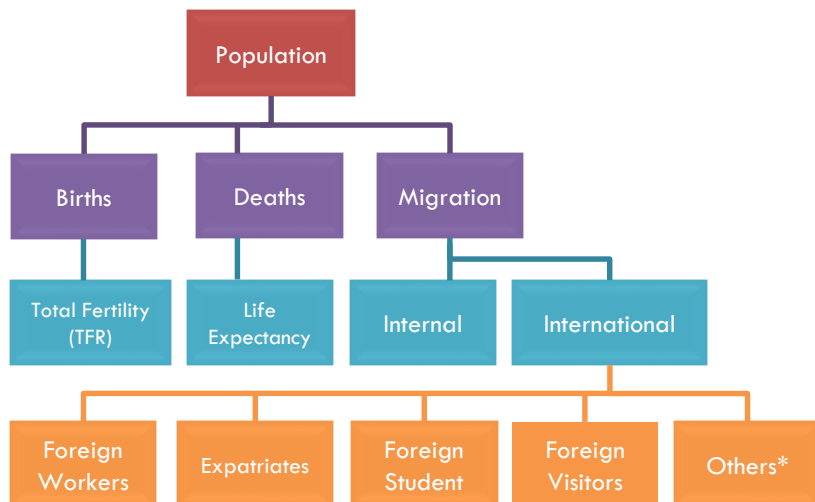 Population
Births
Deaths
Migration
Total Fertility
(TFR)
Life
Expectancy
Internal
International
Foreign
Workers
Expatriates
Foreign
Student
Foreign
Visitors
Others*